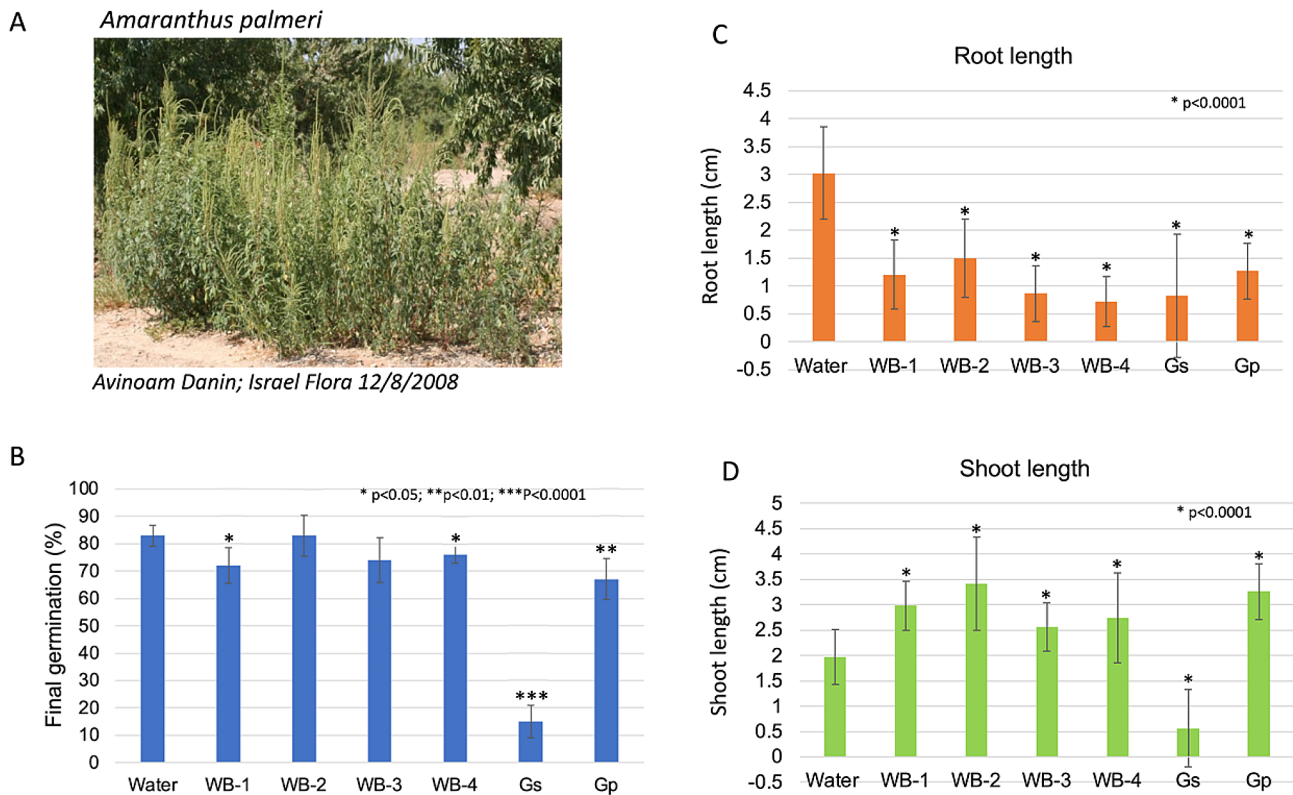 A
Amaranthus palmeri
Avinoam Danin; Israel Flora 12/8/2008
B
* p<0.05; **p<0.01; ***P<0.0001
Final germination (%)
100
90
80
70
60
50
40
30
20
10
0
* * *** **
Water WB-1 WB-2 WB-3 WB-4 Gs Gp
C
Root length
* p<0.0001
Root length (cm)
4.5
4
3.5
3
2.5
2
1.5
1
0.5
0
-0.5
* * * * * *
Water WB-1 WB-2 WB-3 WB-4 Gs Gp
D
Shoot length
* p<0.0001
Shoot length (cm)
5
4.5
4
3.5
3
2.5
2
1.5
1
0.5
0
-0.5
* * * * * *
Water WB-1 WB-2 WB-3 WB-4 Gs Gp